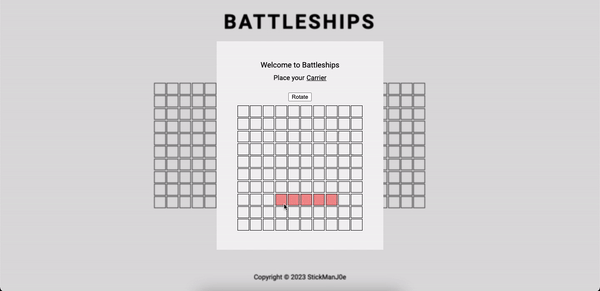 BATTLESHIPS
Welcome to Battleships
Place your Carrier
Rotate
Copyright © 2023 StickManJ0e